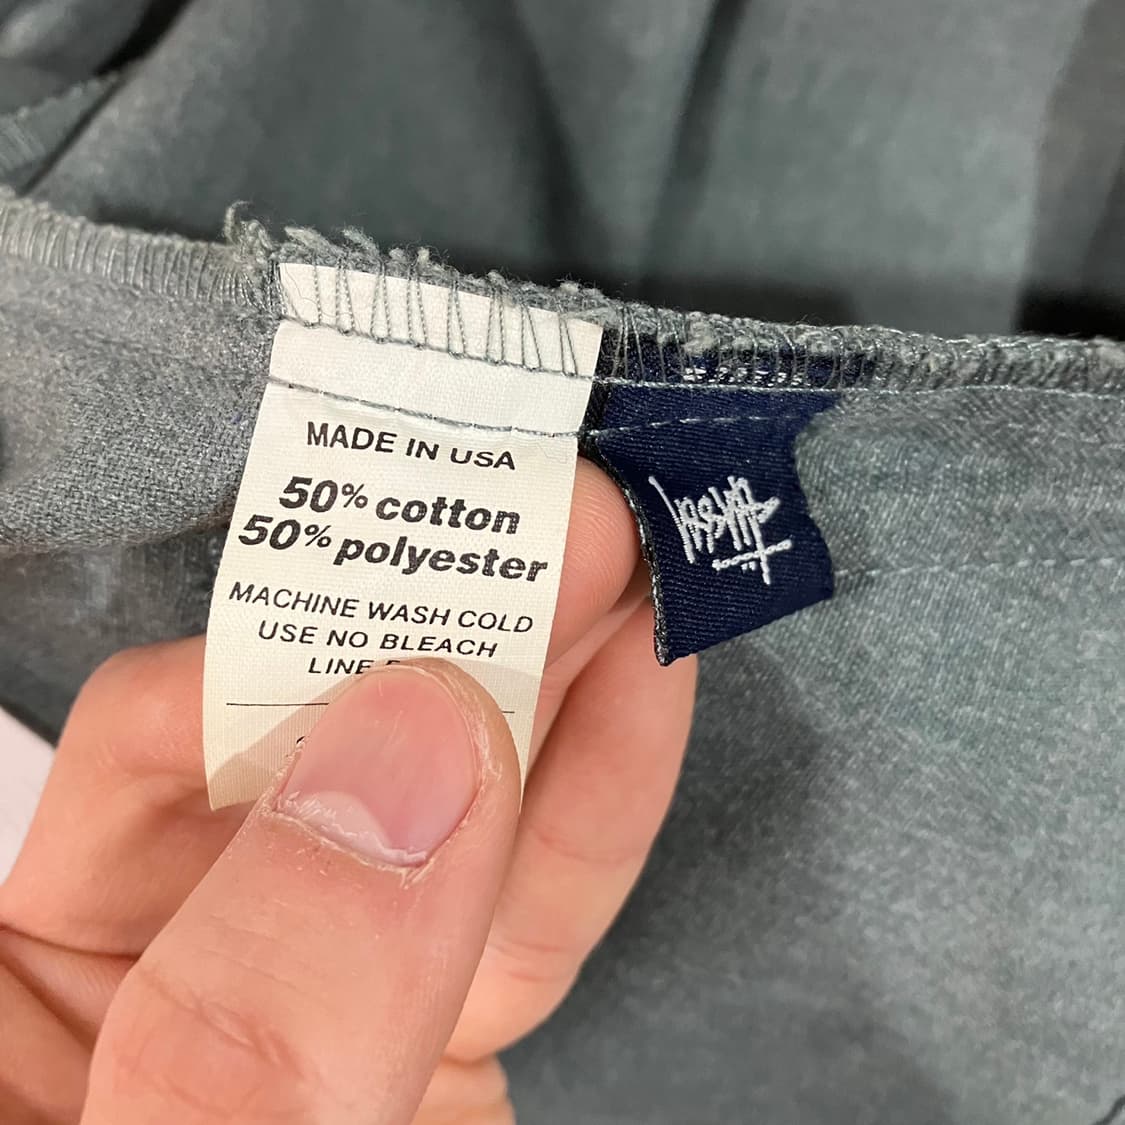 MADE IN USA
50% cotton
50% polyester
MACHINE WASH COLD
USE NO BLEACH
LINE